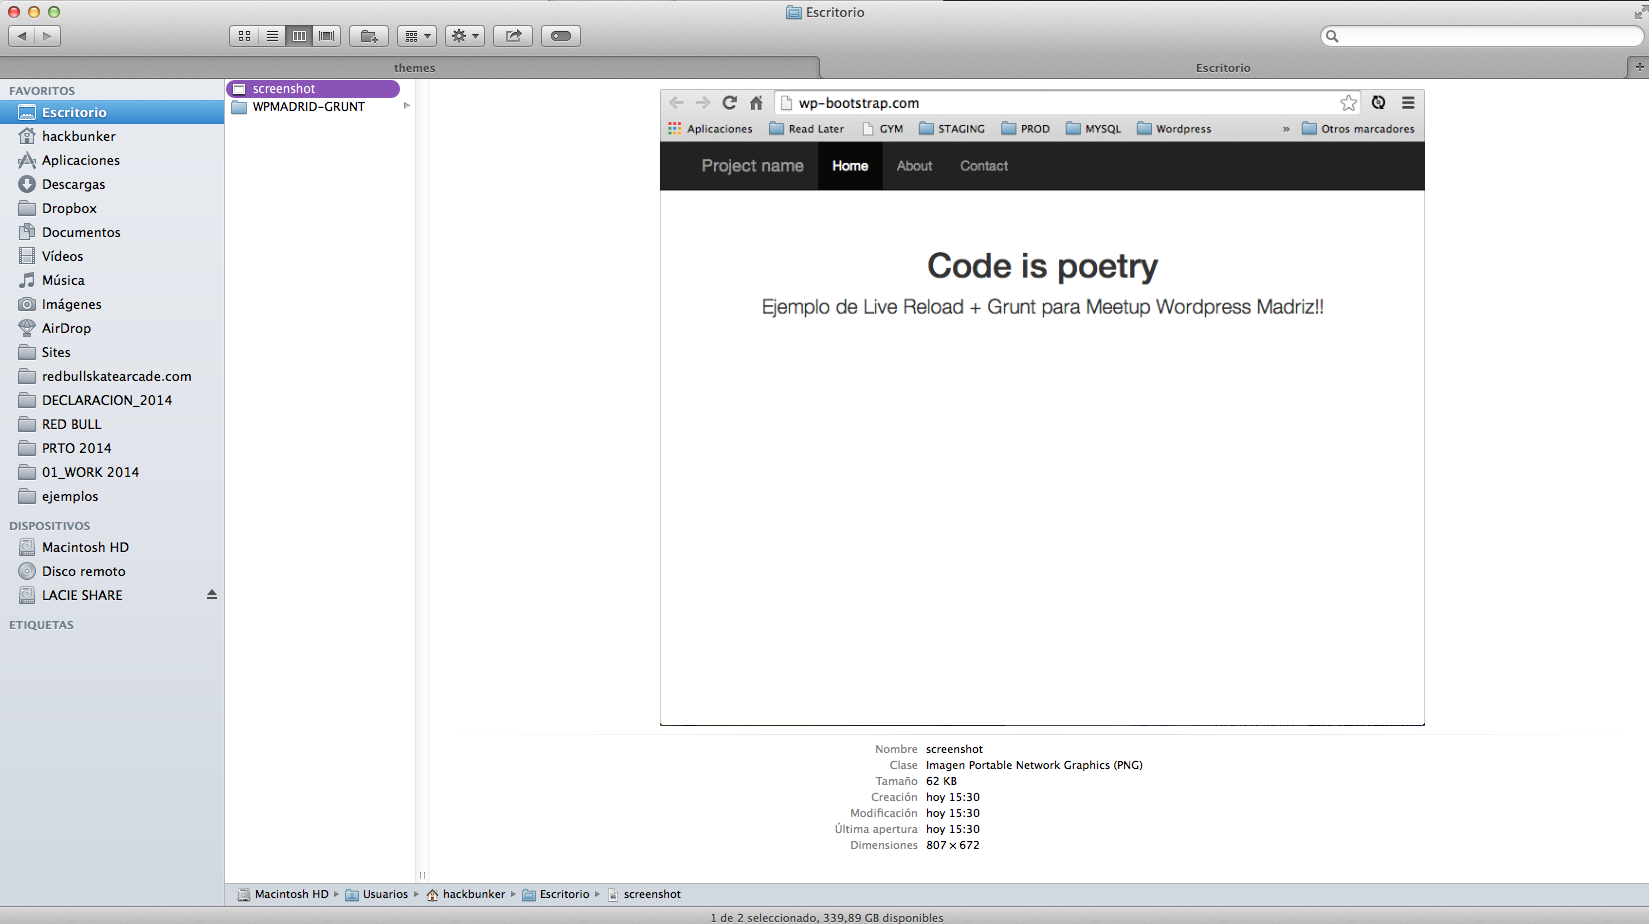 Escritorio
themes
Escritorio
FAVORITOS
Escritorio
hackbunker
Aplicaciones
Descargas
Dropbox
Documentos
Vídeos
Música
Imágenes
AirDrop
Sites
redbullskatearcade.com
DECLARACION_2014
RED BULL
PRTO 2014
01_WORK 2014
ejemplos
DISPOSITIVOS
Macintosh HD
Disco remoto
LACIE SHARE
ETIQUETAS
screenshot
WPMADRID-GRUNT
wp-bootstrap.com
Aplicaciones Read Later GYM STAGING PROD MYSQL Wordpress » Otros marcadores
Project name Home About Contact
Code is poetry
Ejemplo de Live Reload + Grunt para Meetup Wordpress Madriz!!
Nombre screenshot
Clase Imagen Portable Network Graphics (PNG)
Tamaño 62 KB
Creación hoy 15:30
Modificación hoy 15:30
Última apertura hoy 15:30
Dimensiones 807 × 672
Macintosh HD ▸ Usuarios ▸ hackbunker ▸ Escritorio ▸ screenshot
1 de 2 seleccionado, 339,89 GB disponibles